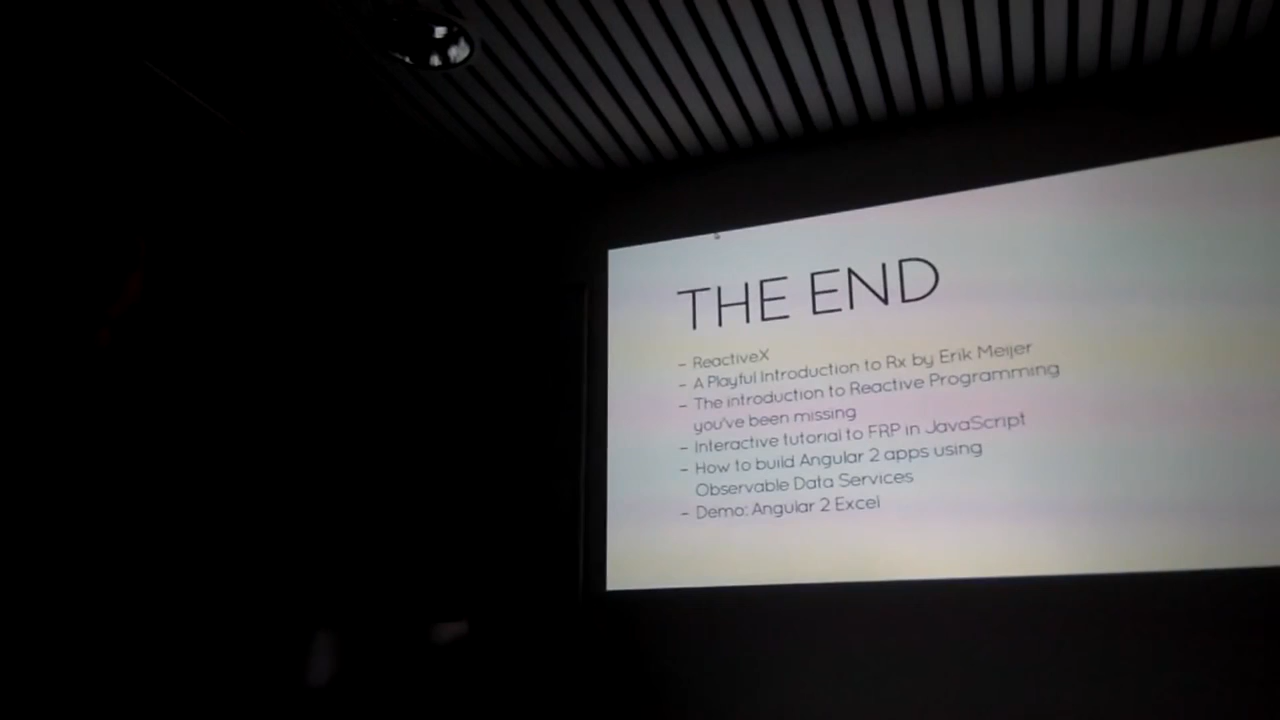 THE END
- ReactiveX
- A Playful Introduction to Rx by Erik Meijer
- The introduction to Reactive Programming
you've been missing
- Interactive tutorial to FRP in JavaScript
- How to build Angular 2 apps using
Observable Data Services
- Demo: Angular 2 Excel